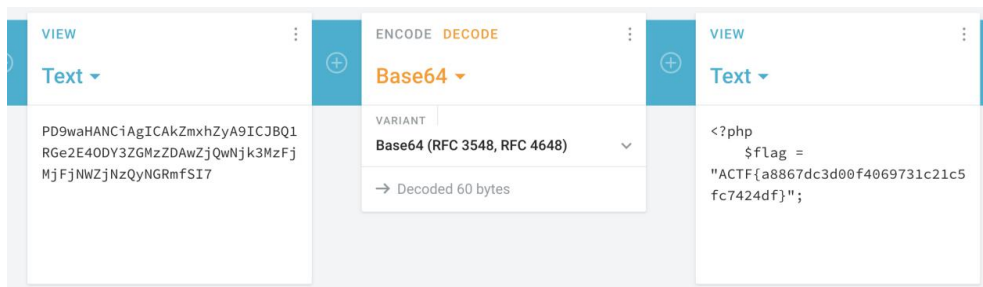 VIEW
Text
PD9waHANCiAgICAkZmxhZyA9ICJBQ1
RGe2E4ODY3ZGMzZDAwZjQwNjk3MzFj
MjFjNWZjNzQyNGRmfSI7
ENCODE DECODE
Base64
VARIANT
Base64 (RFC 3548, RFC 4648)
→ Decoded 60 bytes
VIEW
Text
<?php
    $flag =
"ACTF{a8867dc3d00f4069731c21c5
fc7424df}";